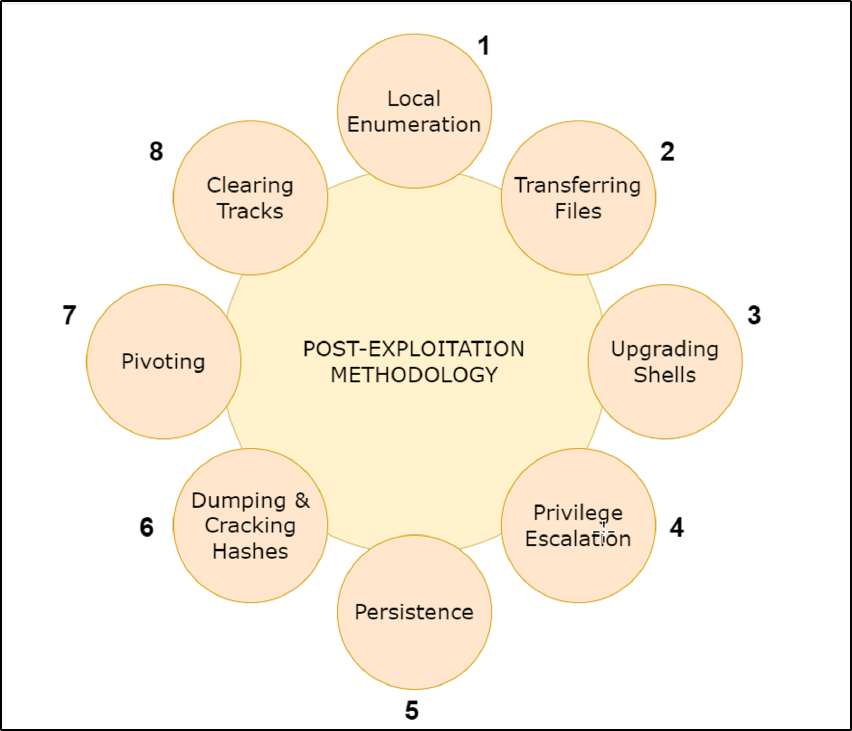 1
Local
Enumeration
2
Transferring
Files
3
Upgrading
Shells
4
Privilege
Escalation
5
Persistence
6
Dumping &
Cracking
Hashes
7
Pivoting
8
Clearing
Tracks
POST-EXPLOITATION
METHODOLOGY